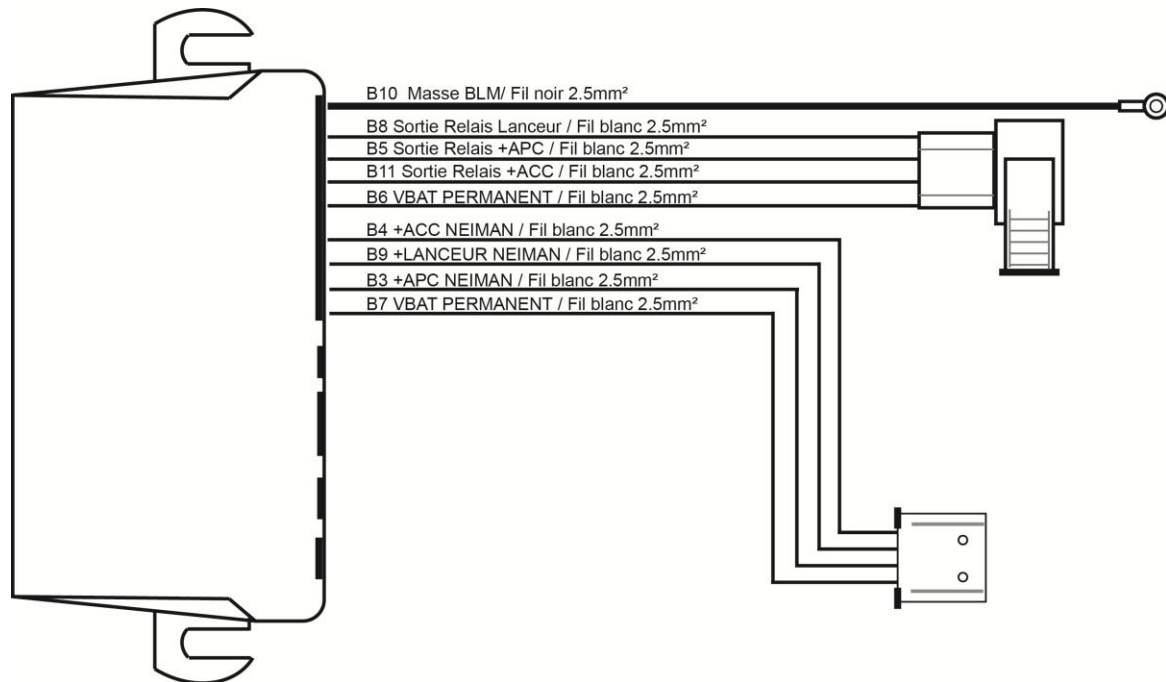 B10 Masse BLM/ Fil noir 2.5mm²
B8 Sortie Relais Lanceur / Fil blanc 2.5mm²
B5 Sortie Relais +APC / Fil blanc 2.5mm²
B11 Sortie Relais +ACC / Fil blanc 2.5mm²
B6 VBAT PERMANENT / Fil blanc 2.5mm²
B4 +ACC NEIMAN / Fil blanc 2.5mm²
B9 +LANCEUR NEIMAN / Fil blanc 2.5mm²
B3 +APC NEIMAN / Fil blanc 2.5mm²
B7 VBAT PERMANENT / Fil blanc 2.5mm²